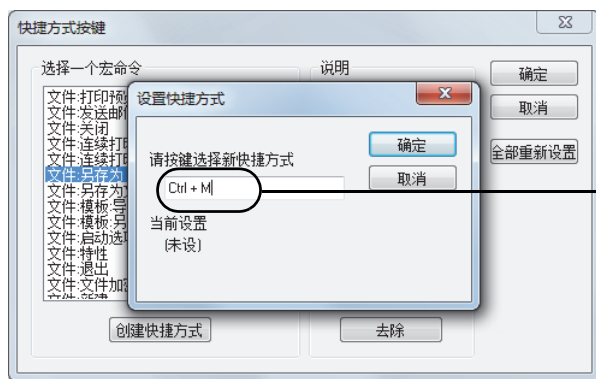 快捷方式按键
选择一个宏命令
说明
文件:打印预
文件:发送邮
文件:关闭
文件:连续打
文件:连续打
文件:另存为
文件:另存为
文件:模板:导
文件:模板:另
文件:启动选
文件:特性
文件:退出
文件:文件加密
文件:新建
创建快捷方式
去除
确定
取消
全部重新设置
设置快捷方式
请按键选择新快捷方式
Ctrl + M
当前设置
(未设)
确定
取消